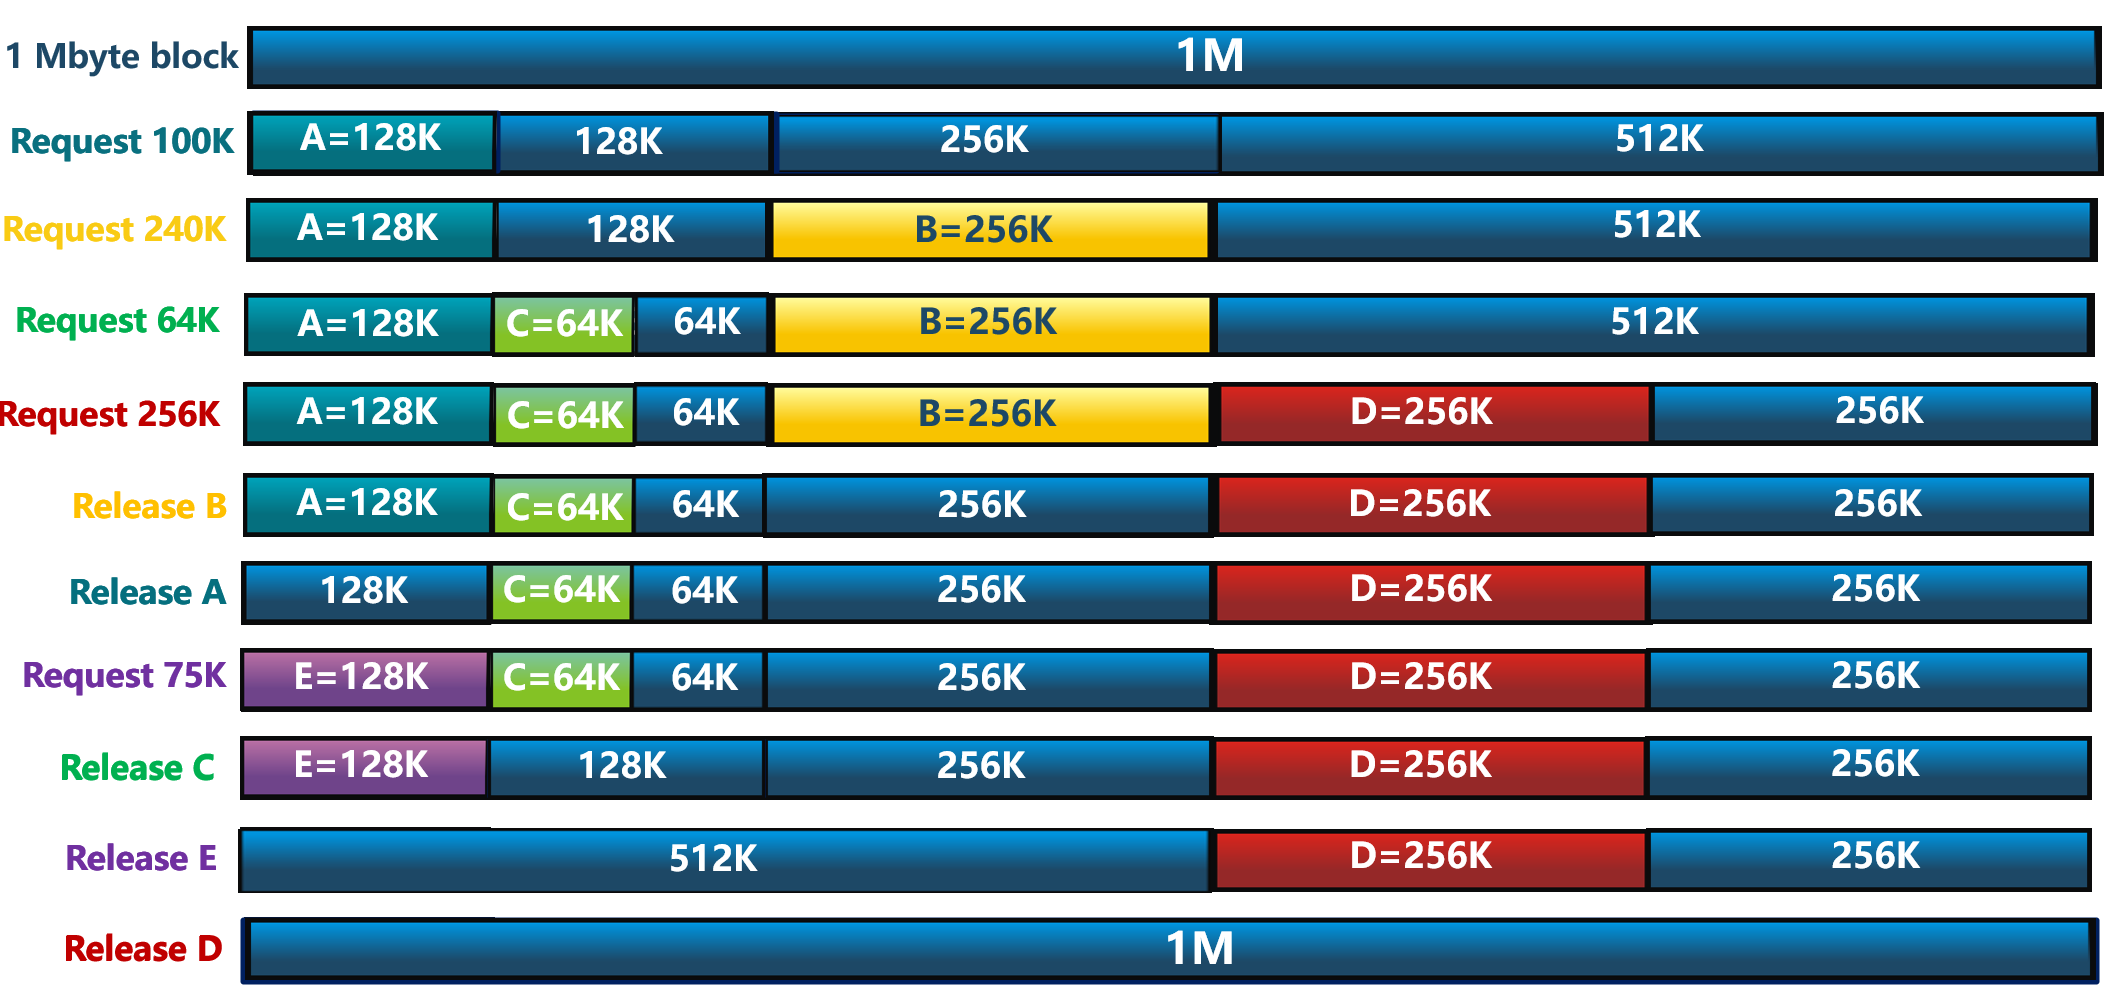 1 Mbyte block 1M
Request 100K A=128K 128K 256K 512K
Request 240K A=128K 128K B=256K 512K
Request 64K A=128K C=64K 64K B=256K 512K
Request 256K A=128K C=64K 64K B=256K D=256K 256K
Release B A=128K C=64K 64K 256K D=256K 256K
Release A 128K C=64K 64K 256K D=256K 256K
Request 75K E=128K C=64K 64K 256K D=256K 256K
Release C E=128K 128K 256K D=256K 256K
Release E 512K D=256K 256K
Release D 1M